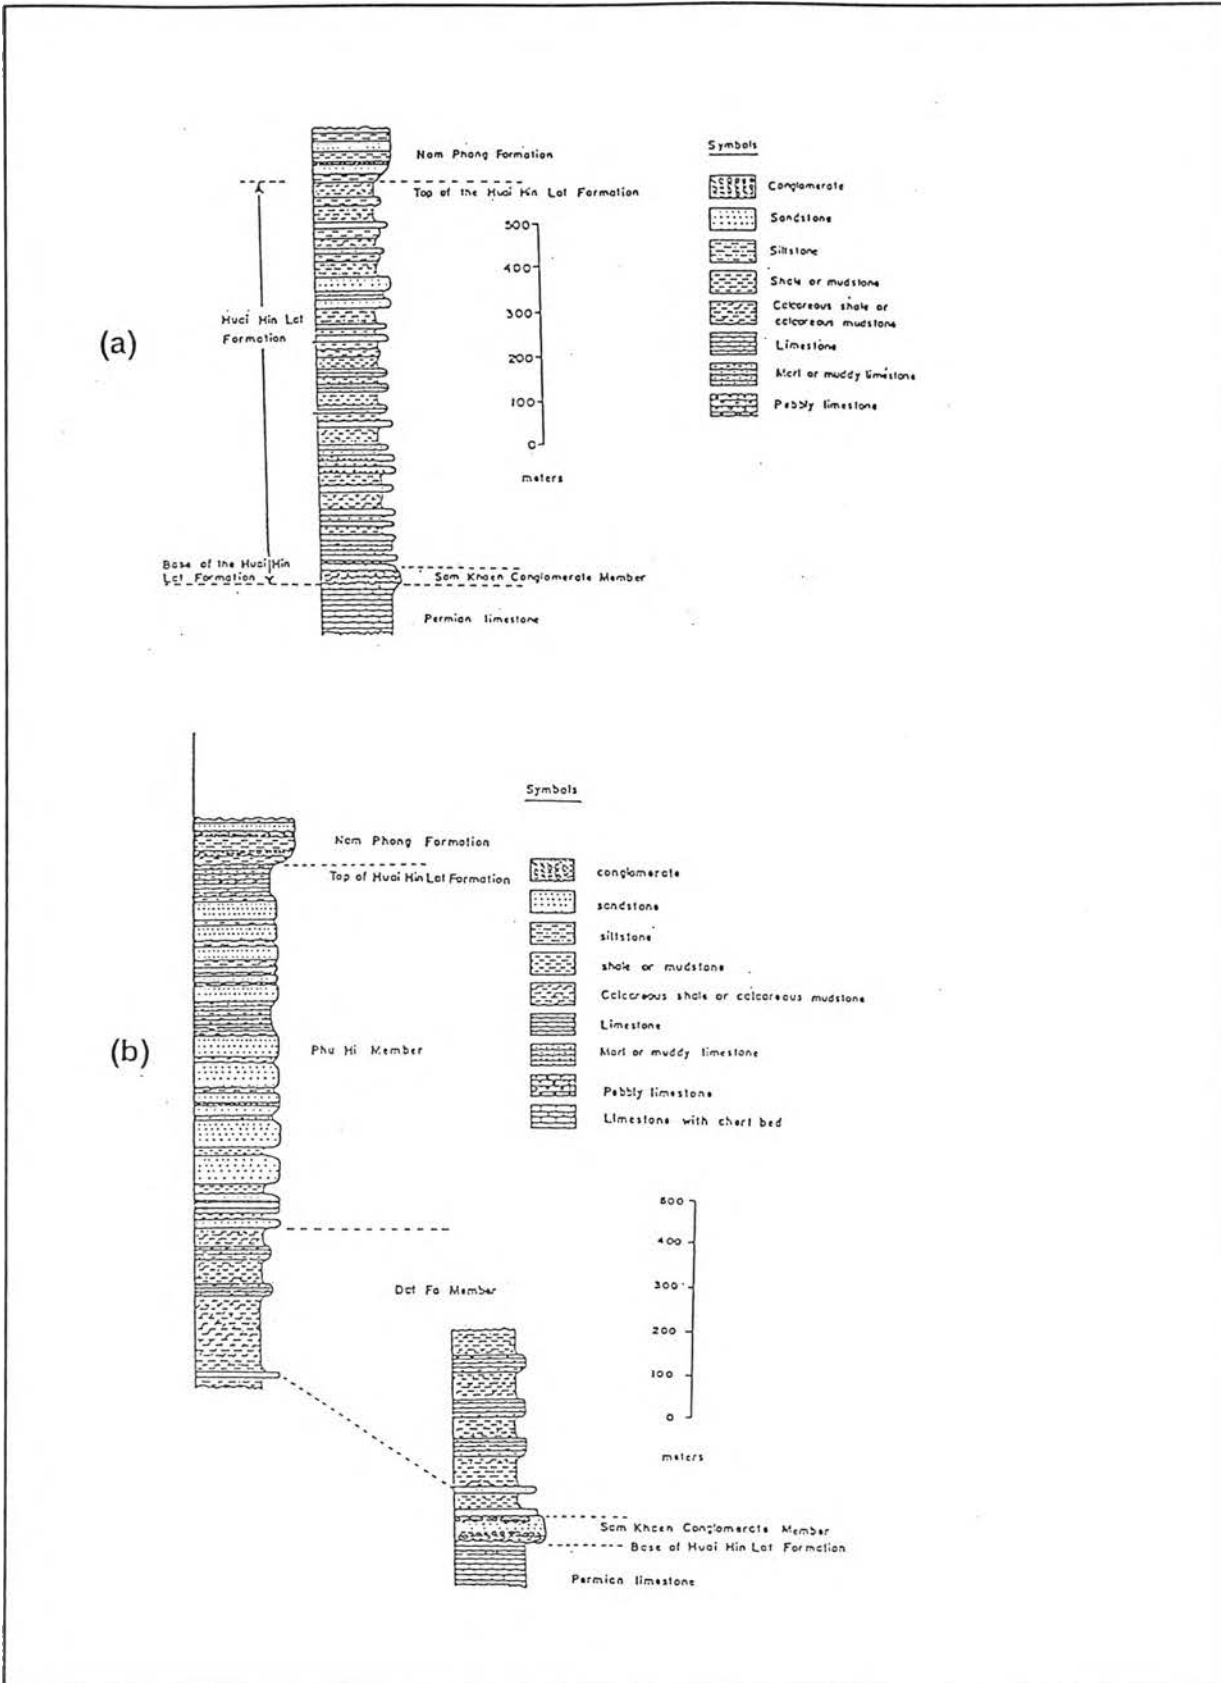 (a)
Nam Phong Formation
Top of the Huai Hin Lat Formation
Huai Hin Lat
Formation
Base of the Huai Hin
Lat Formation
Sam Khaen Conglomerate Member
Permian limestone
500
400
300
200
100
0
meters
Symbols
Conglomerate
Sandstone
Siltstone
Shale or mudstone
Calcareous shale or
calcareous mudstone
Limestone
Marl or muddy limestone
Pebbly limestone
(b)
Nam Phong Formation
Top of Huai Hin Lat Formation
Phu Hi Member
Dat Fa Member
Sam Khaen Conglomerate Member
Base of Huai Hin Lat Formation
Permian limestone
Symbols
conglomerate
sandstone
siltstone
shale or mudstone
Calcareous shale or calcareous mudstone
Limestone
Marl or muddy limestone
Pebbly limestone
Limestone with chert bed
500
400
300
200
100
0
meters